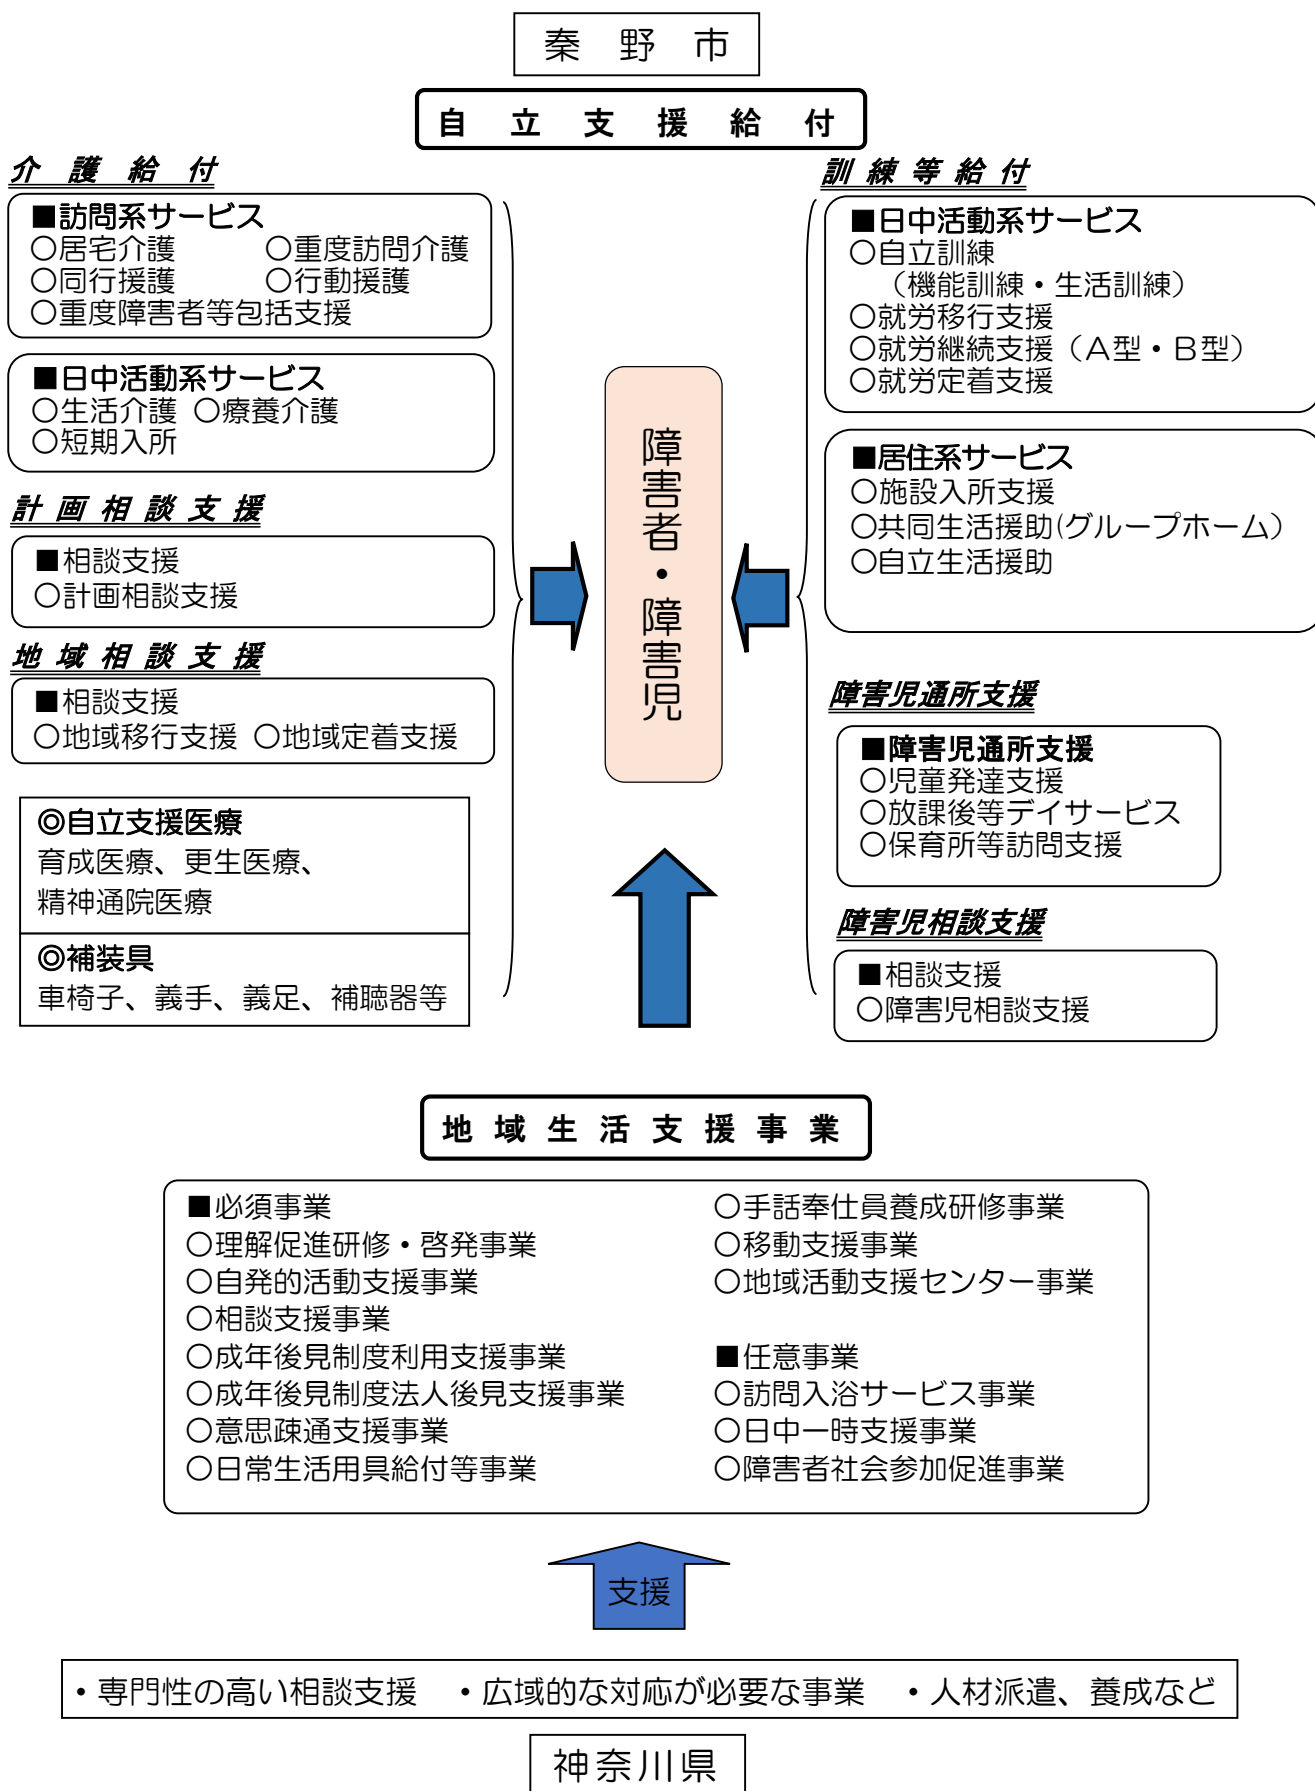 秦野市
自立支援給付
介護給付
■訪問系サービス
○居宅介護 ○重度訪問介護
○同行援護 ○行動援護
○重度障害者等包括支援
■日中活動系サービス
○生活介護 ○療養介護
○短期入所
計画相談支援
■相談支援
○計画相談支援
地域相談支援
■相談支援
○地域移行支援 ○地域定着支援
◎自立支援医療
育成医療、更生医療、
精神通院医療
◎補装具
車椅子、義手、義足、補聴器等
障害者・障害児
訓練等給付
■日中活動系サービス
○自立訓練
（機能訓練・生活訓練）
○就労移行支援
○就労継続支援（A型・B型）
○就労定着支援
■居住系サービス
○施設入所支援
○共同生活援助(グループホーム）
○自立生活援助
障害児通所支援
■障害児通所支援
○児童発達支援
○放課後等デイサービス
○保育所等訪問支援
障害児相談支援
■相談支援
○障害児相談支援
地域生活支援事業
■必須事業
○理解促進研修・啓発事業
○自発的活動支援事業
○相談支援事業
○成年後見制度利用支援事業
○成年後見制度法人後見支援事業
○意思疎通支援事業
○日常生活用具給付等事業
○手話奉仕員養成研修事業
○移動支援事業
○地域活動支援センター事業
■任意事業
○訪問入浴サービス事業
○日中一時支援事業
○障害者社会参加促進事業
支援
・専門性の高い相談支援 ・広域的な対応が必要な事業 ・人材派遣、養成など
神奈川県